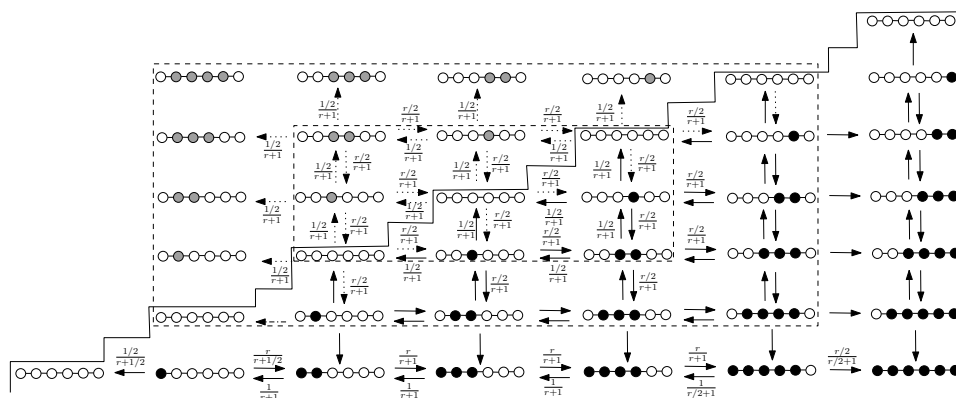 1/2 r/2 1/2 r/2 1/2 r/2
r+1 r+1 r+1 r+1 r+1 r+1
1/2 1/2 1/2
r+1 r+1 r+1
1/2 r/2 1/2 r/2 1/2 r/2
r+1 r+1 r+1 r+1 r+1 r+1
r/2 r/2 r/2
r+1 r+1 r+1
1/2 1/2 1/2
r+1 r+1 r+1
1/2 r/2 1/2 r/2 1/2 r/2
r+1 r+1 r+1 r+1 r+1 r+1
r/2 r/2 r/2
r+1 r+1 r+1
1/2 1/2 1/2
r+1 r+1 r+1
r/2 r/2 r/2
r+1 r+1 r+1
1/2 r r r r r/2
r+1/2 r+1/2 r+1 r+1 r+1 r/2+1
1 1 1 1
r+1 r+1 r+1 r/2+1